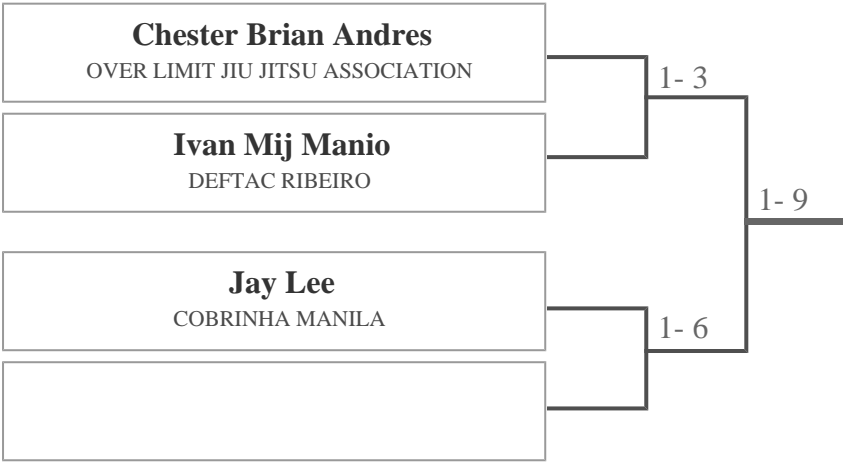 Chester Brian Andres
OVER LIMIT JIU JITSU ASSOCIATION
1- 3
Ivan Mij Manio
DEFTAC RIBEIRO
1- 9
Jay Lee
COBRINHA MANILA
1- 6